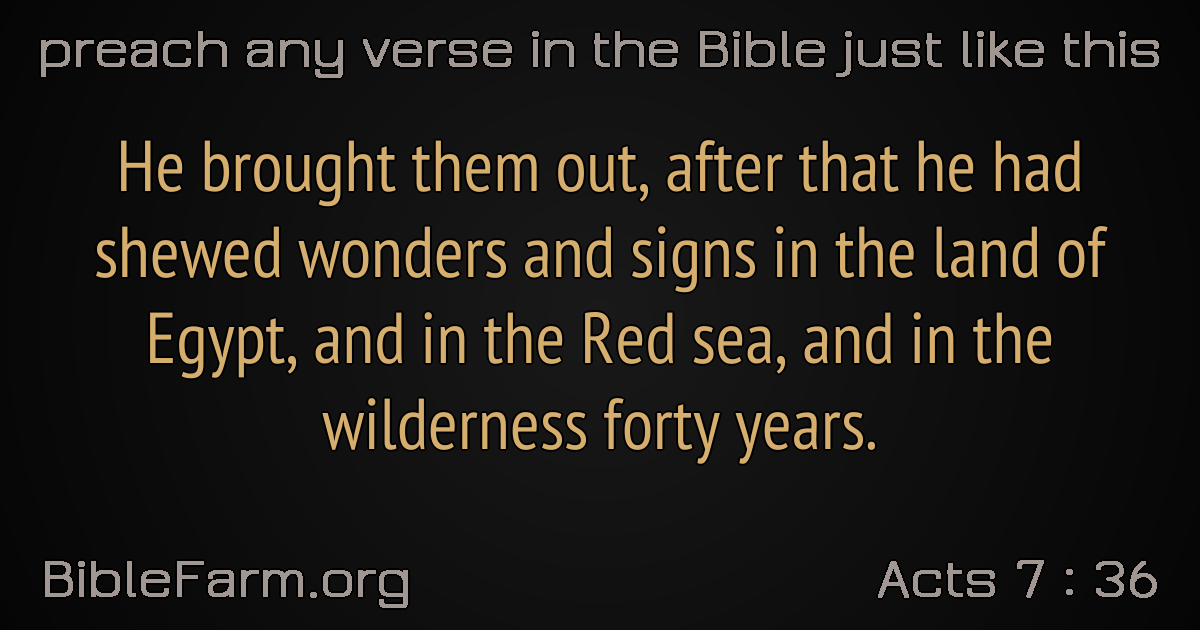 preach any verse in the Bible just like this
He brought them out, after that he had
shewed wonders and signs in the land of
Egypt, and in the Red sea, and in the
wilderness forty years.
BibleFarm.org
Acts 7 : 36